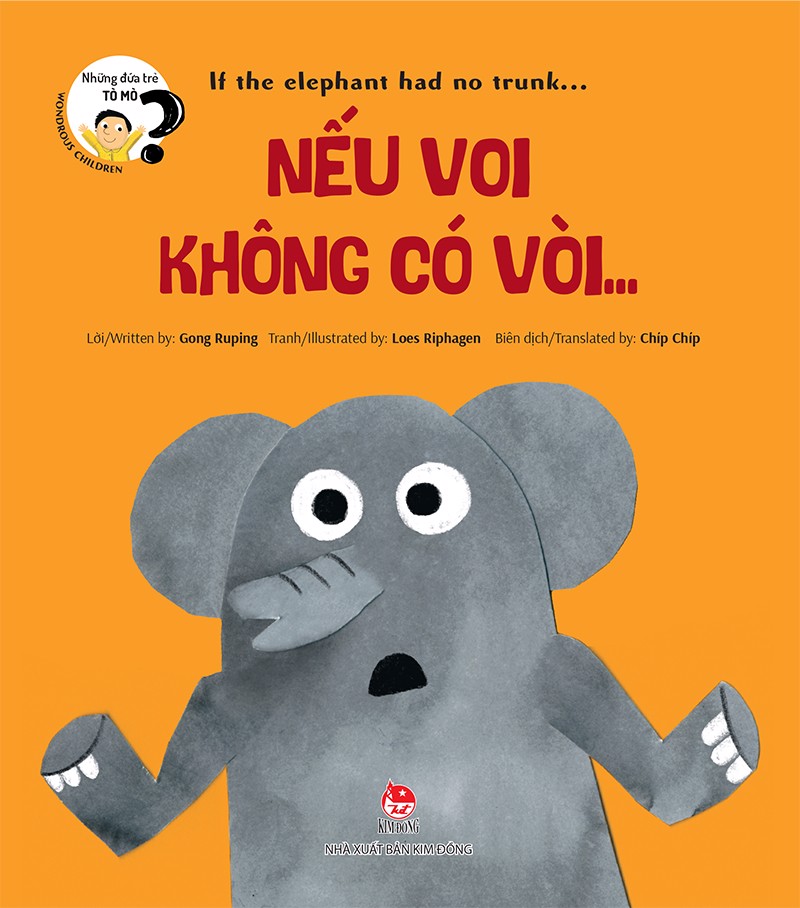 Những đứa trẻ
TÒ MÒ
WONDROUS CHILDREN
If the elephant had no trunk...
NẾU VOI
KHÔNG CÓ VÒI...
Lời/Written by: Gong Ruping Tranh/Illustrated by: Loes Riphagen Biên dịch/Translated by: Chíp Chíp
KIM ĐỒNG
NHÀ XUẤT BẢN KIM ĐỒNG